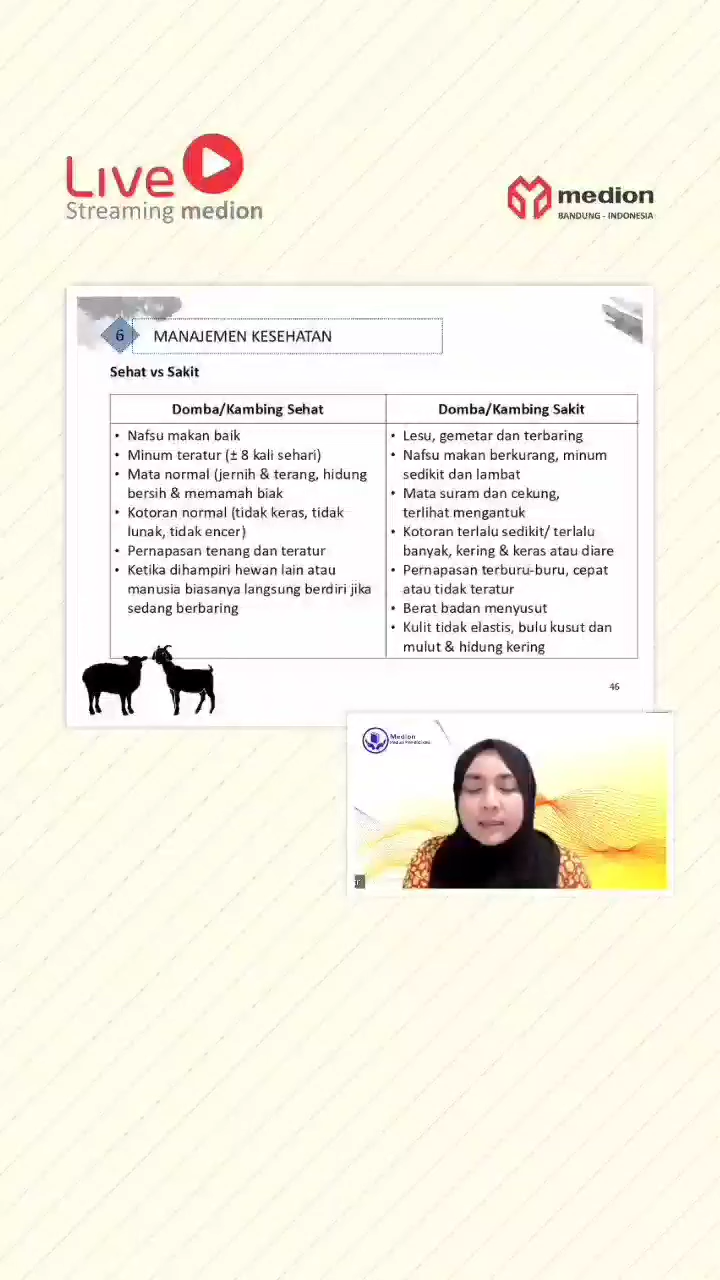 Live
Streaming medion
medion
BANDUNG - INDONESIA
6
MANAJEMEN KESEHATAN
Sehat vs Sakit
Domba/Kambing Sehat
• Nafsu makan baik
• Minum teratur (± 8 kali sehari)
• Mata normal (jernih & terang, hidung
bersih & memamah biak
• Kotoran normal (tidak keras, tidak
lunak, tidak encer)
• Pernapasan tenang dan teratur
• Ketika dihampiri hewan lain atau
manusia biasanya langsung berdiri jika
sedang berbaring
Domba/Kambing Sakit
• Lesu, gemetar dan terbaring
• Nafsu makan berkurang, minum
sedikit dan lambat
• Mata suram dan cekung,
terlihat mengantuk
• Kotoran terlalu sedikit/ terlalu
banyak, kering & keras atau diare
• Pernapasan terburu-buru, cepat
atau tidak teratur
• Berat badan menyusut
• Kulit tidak elastis, bulu kusut dan
mulut & hidung kering
46
Medion